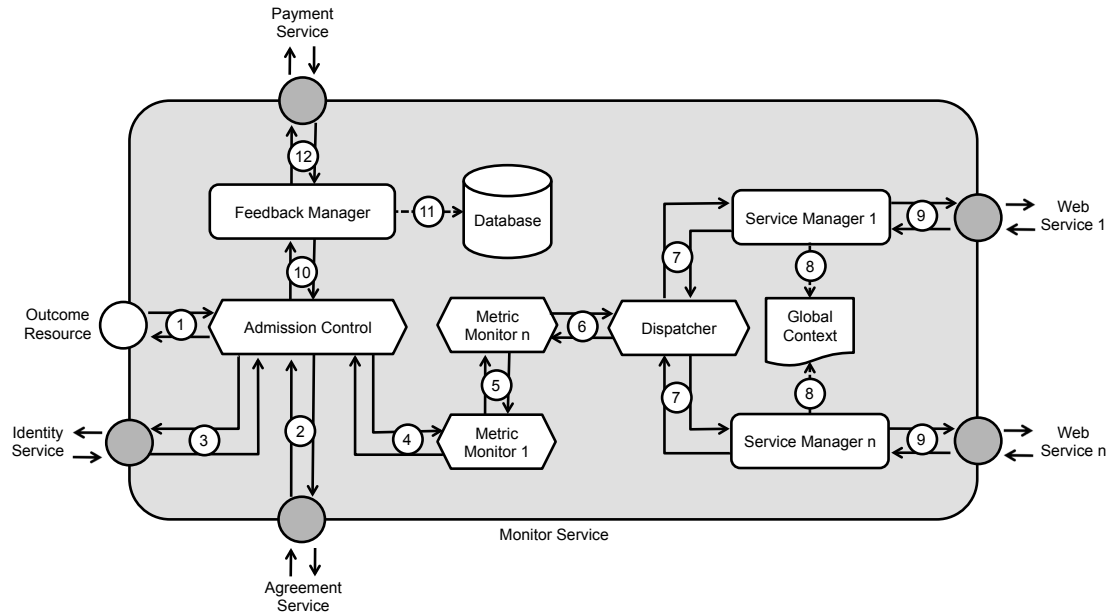 Payment
Service
12
Feedback Manager
11
Database
Service Manager 1
9
Web
Service 1
10
7
8
Outcome
Resource
1
Admission Control
Metric
Monitor n
6
Dispatcher
Global
Context
5
7
8
Identity
Service
3
2
4
Metric
Monitor 1
Service Manager n
9
Web
Service n
Monitor Service
Agreement
Service